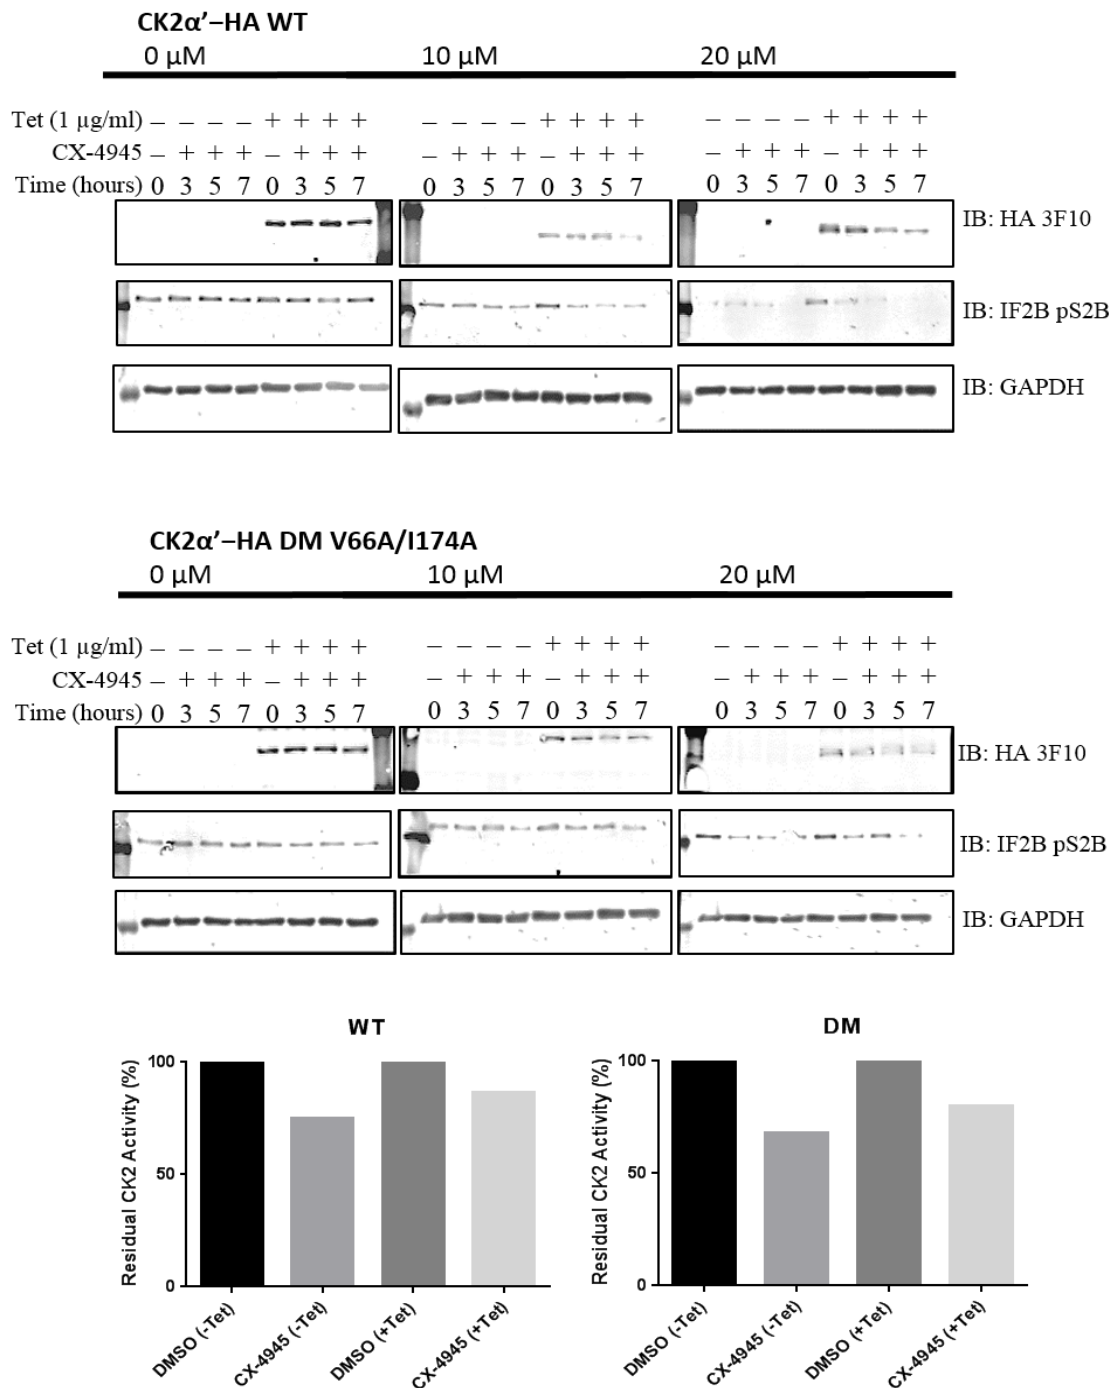 CK2α’–HA WT
0 µM 10 µM 20 µM
Tet (1 µg/ml) – – – – + + + + – – – – + + + + – – – – + + + +
CX-4945 – + + + – + + + – + + + – + + + – + + + – + + +
Time (hours) 0 3 5 7 0 3 5 7 0 3 5 7 0 3 5 7 0 3 5 7 0 3 5 7
IB: HA 3F10
IB: IF2B pS2B
IB: GAPDH
CK2α’–HA DM V66A/I174A
0 µM 10 µM 20 µM
Tet (1 µg/ml) – – – – + + + + – – – – + + + + – – – – + + + +
CX-4945 – + + + – + + + – + + + – + + + – + + + – + + +
Time (hours) 0 3 5 7 0 3 5 7 0 3 5 7 0 3 5 7 0 3 5 7 0 3 5 7
IB: HA 3F10
IB: IF2B pS2B
IB: GAPDH
WT
Residual CK2 Activity (%)
100
50
0
DMSO (-Tet)
CX-4945 (-Tet)
DMSO (+Tet)
CX-4945 (+Tet)
DM
Residual CK2 Activity (%)
100
50
0
DMSO (-Tet)
CX-4945 (-Tet)
DMSO (+Tet)
CX-4945 (+Tet)